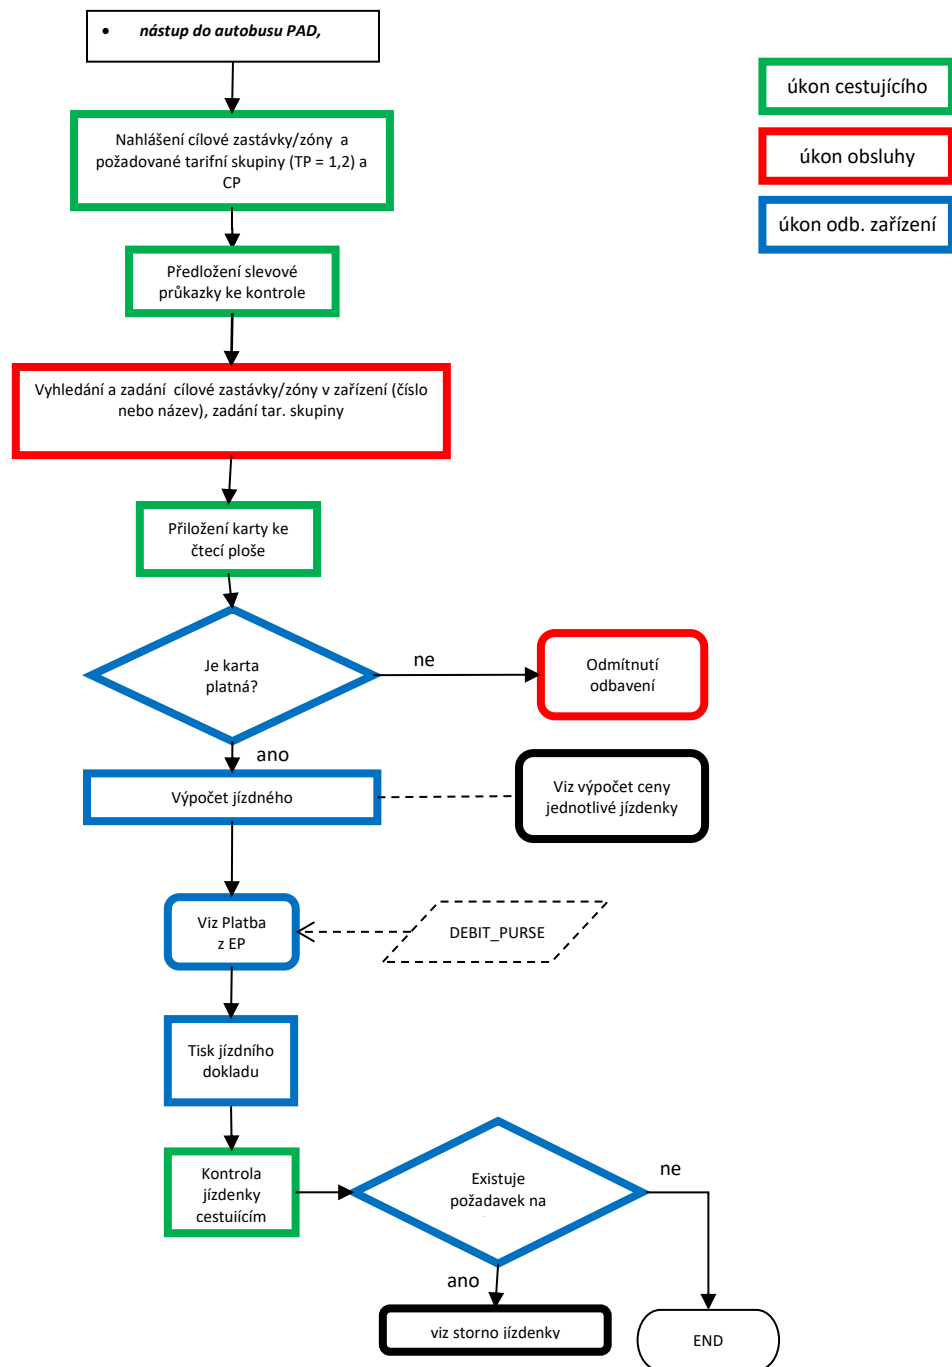 • nástup do autobusu PAD,
úkon cestujícího
Nahlášení cílové zastávky/zóny a
požadované tarifní skupiny (TP = 1,2) a
CP
úkon obsluhy
úkon odb. zařízení
Předložení slevové
průkazky ke kontrole
Vyhledání a zadání cílové zastávky/zóny v zařízení (číslo
nebo název), zadání tar. skupiny
Přiložení karty ke
čtecí ploše
Je karta
platná?
ne
Odmítnutí
odbavení
ano
Výpočet jízdného
Viz výpočet ceny
jednotlivé jízdenky
Viz Platba
z EP
DEBIT_PURSE
Tisk jízdního
dokladu
Kontrola
jízdenky
cestujícím
Existuje
požadavek na
ne
ano
viz storno jízdenky
END